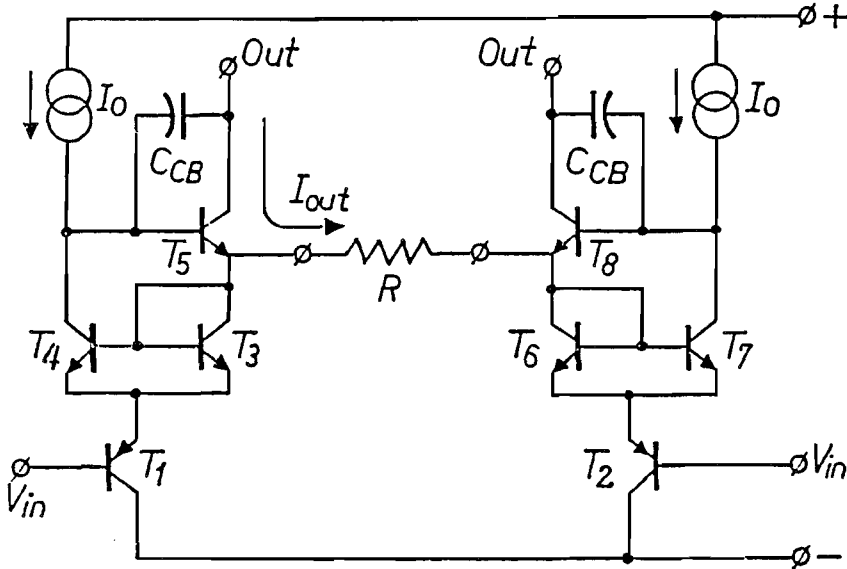 +
Out
Out
I0
I0
CCB
CCB
Iout
T5
T8
R
T4
T3
T6
T7
T1
T2
Vin
Vin
−